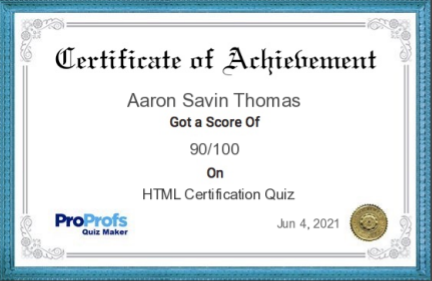 Certificate of Achievement
Aaron Savin Thomas
Got a Score Of
90/100
On
HTML Certification Quiz
ProProfs
Quiz Maker
Jun 4, 2021